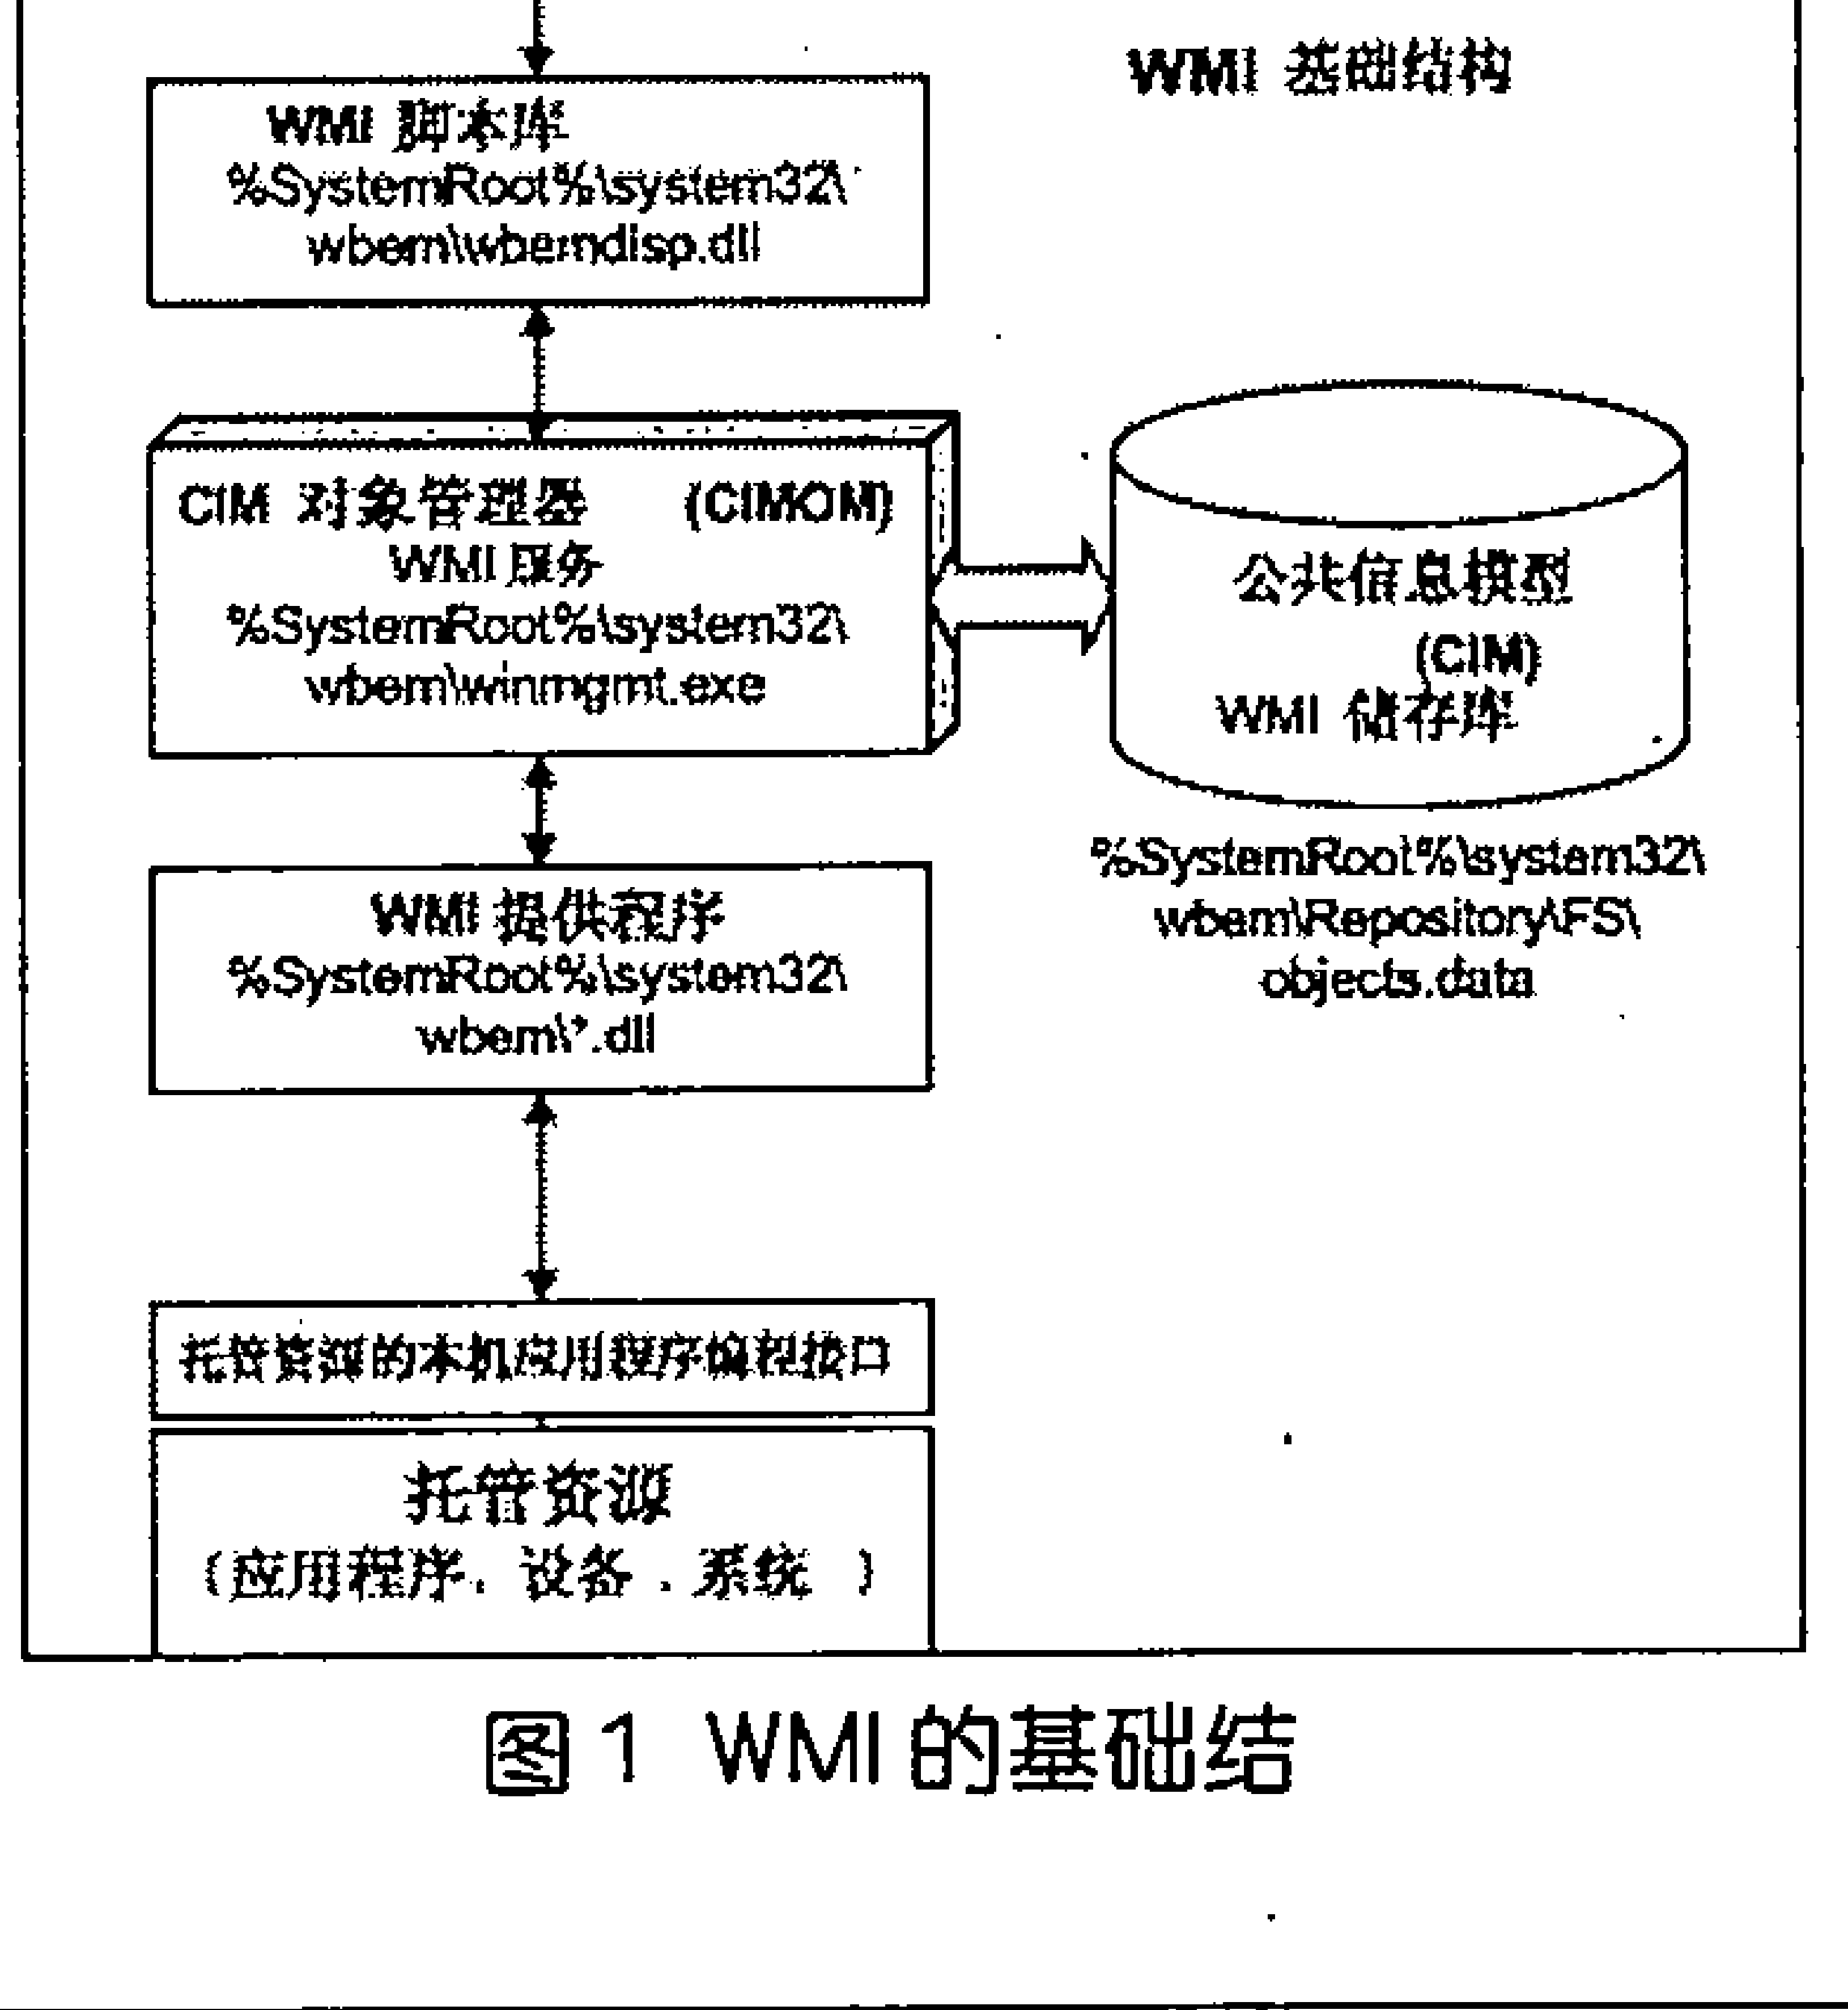 WMI 基础结构
WMI 脚本库
%SystemRoot%\system32\
wbem\wbemdisp.dll
CIM 对象管理器 (CIMOM)
WMI 服务
%SystemRoot%\system32\
wbem\winmgmt.exe
公共信息模型
(CIM)
WMI 储存库
%SystemRoot%\system32\
wbem\Repository\FS\
objects.data
WMI 提供程序
%SystemRoot%\system32\
wbem\*.dll
托管资源的本机应用程序编程接口
托管资源
(应用程序、设备、系统 )
图 1 WMI 的基础结